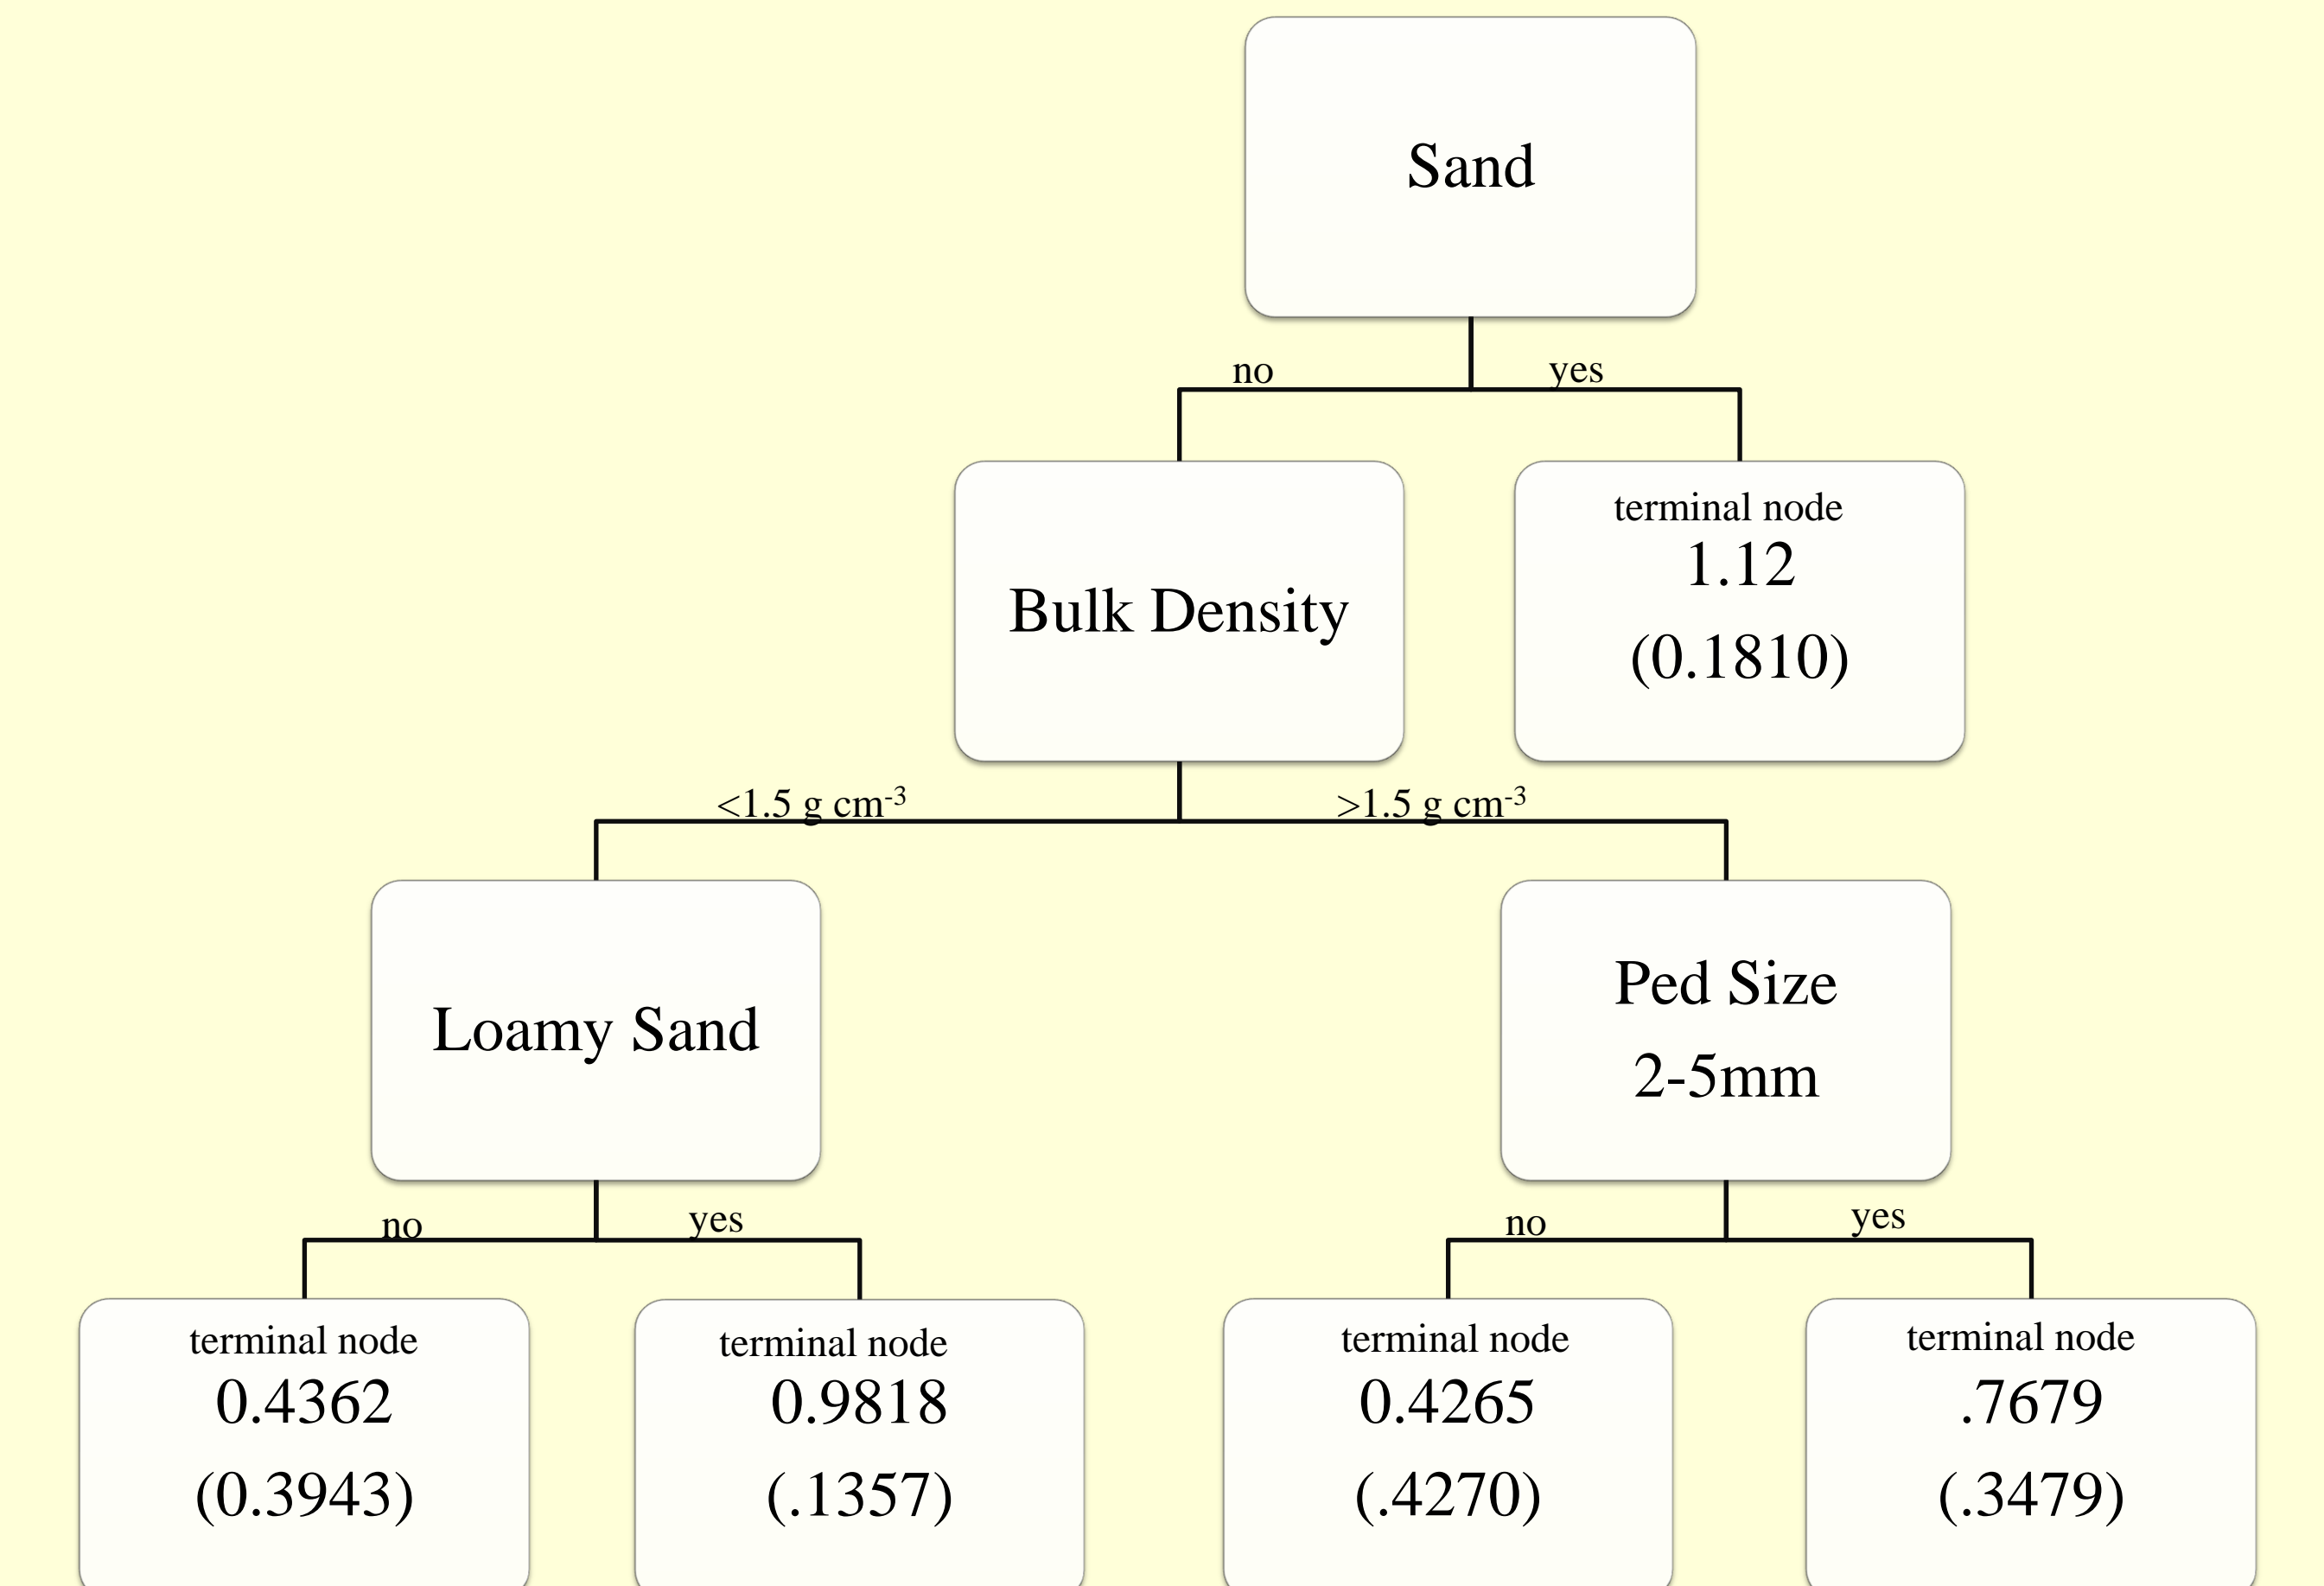 Sand
no
yes
Bulk Density
terminal node
1.12
(0.1810)
<1.5 g cm-3
>1.5 g cm-3
Loamy Sand
Ped Size
2-5mm
no
yes
no
yes
terminal node
0.4362
(0.3943)
terminal node
0.9818
(.1357)
terminal node
0.4265
(.4270)
terminal node
.7679
(.3479)